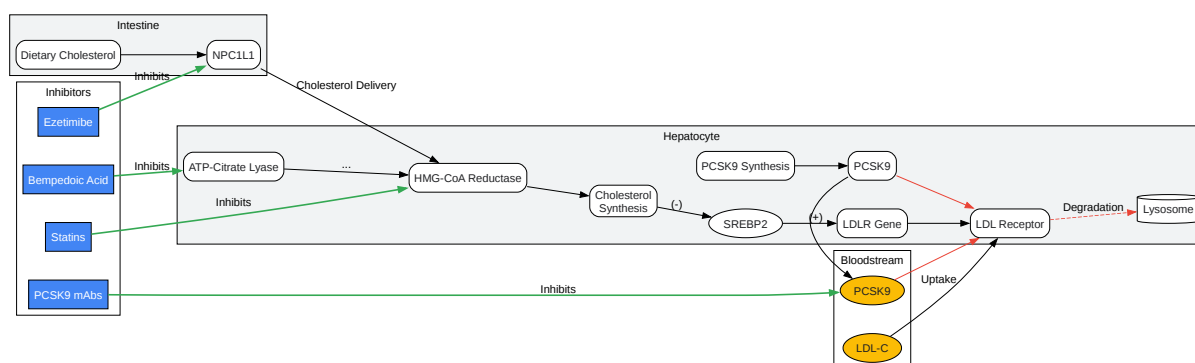 Intestine
Dietary Cholesterol
NPC1L1
Inhibits
Cholesterol Delivery
Inhibitors
Ezetimibe
Bempedoic Acid
Statins
PCSK9 mAbs
Inhibits
Inhibits
Inhibits
Hepatocyte
ATP-Citrate Lyase
...
HMG-CoA Reductase
Cholesterol
Synthesis
(-)
SREBP2
(+)
LDLR Gene
PCSK9 Synthesis
PCSK9
LDL Receptor
Degradation
Lysosome
Bloodstream
PCSK9
Uptake
LDL-C